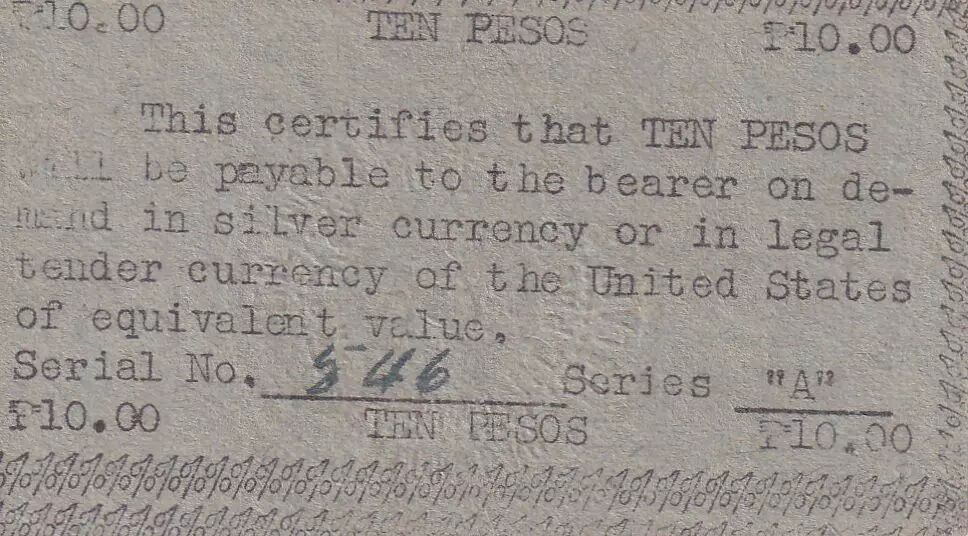 ₱10.00 TEN PESOS ₱10.00
This certifies that TEN PESOS
will be payable to the bearer on de-
mand in silver currency or in legal
tender currency of the United States
of equivalent value.
Serial No. 546 Series "A"
₱10.00 TEN PESOS ₱10.00